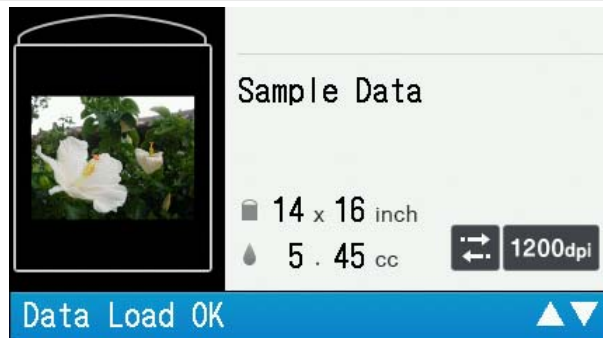 Sample Data
14 x 16 inch
5 . 45 cc
1200dpi
Data Load OK